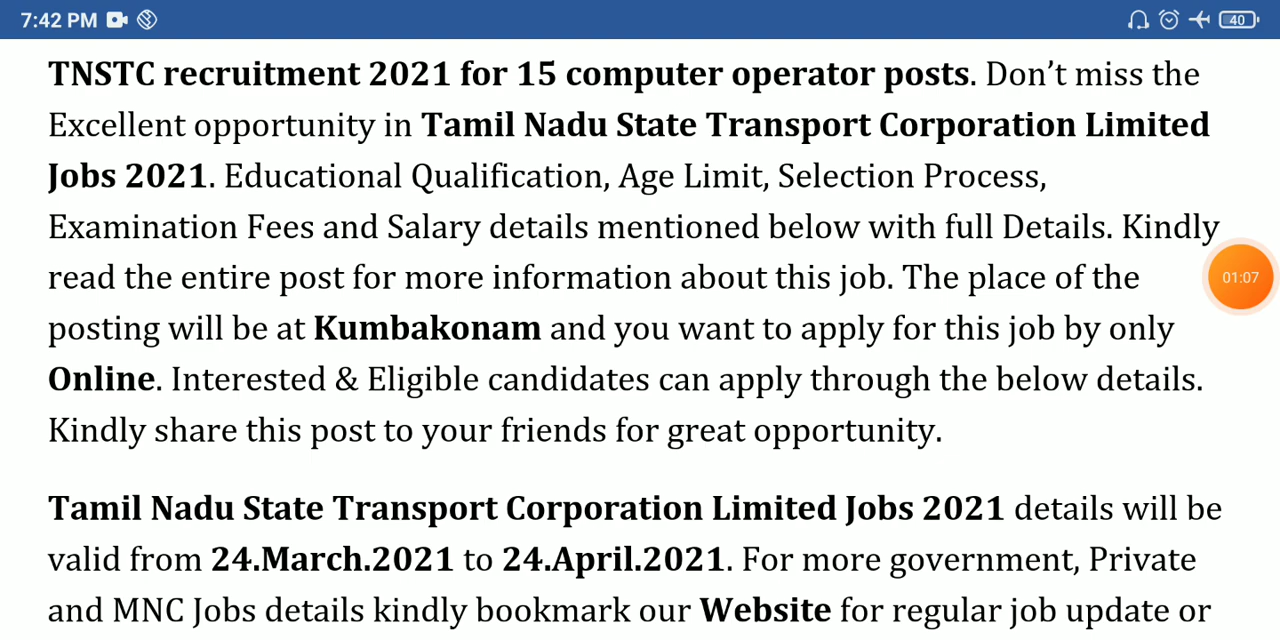 7:42 PM
40
TNSTC recruitment 2021 for 15 computer operator posts. Don’t miss the
Excellent opportunity in Tamil Nadu State Transport Corporation Limited
Jobs 2021. Educational Qualification, Age Limit, Selection Process,
Examination Fees and Salary details mentioned below with full Details. Kindly
read the entire post for more information about this job. The place of the
01:07
posting will be at Kumbakonam and you want to apply for this job by only
Online. Interested & Eligible candidates can apply through the below details.
Kindly share this post to your friends for great opportunity.
Tamil Nadu State Transport Corporation Limited Jobs 2021 details will be
valid from 24.March.2021 to 24.April.2021. For more government, Private
and MNC Jobs details kindly bookmark our Website for regular job update or